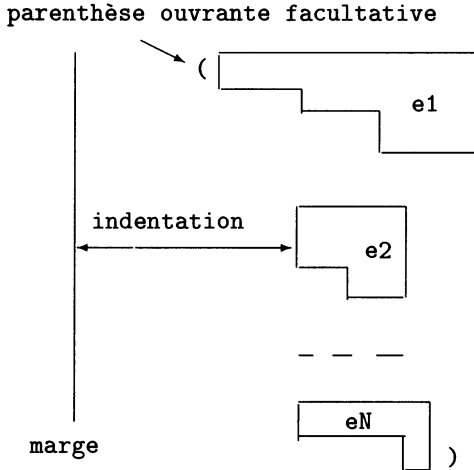 parenthèse ouvrante facultative
(
e1
indentation
e2
eN
)
marge